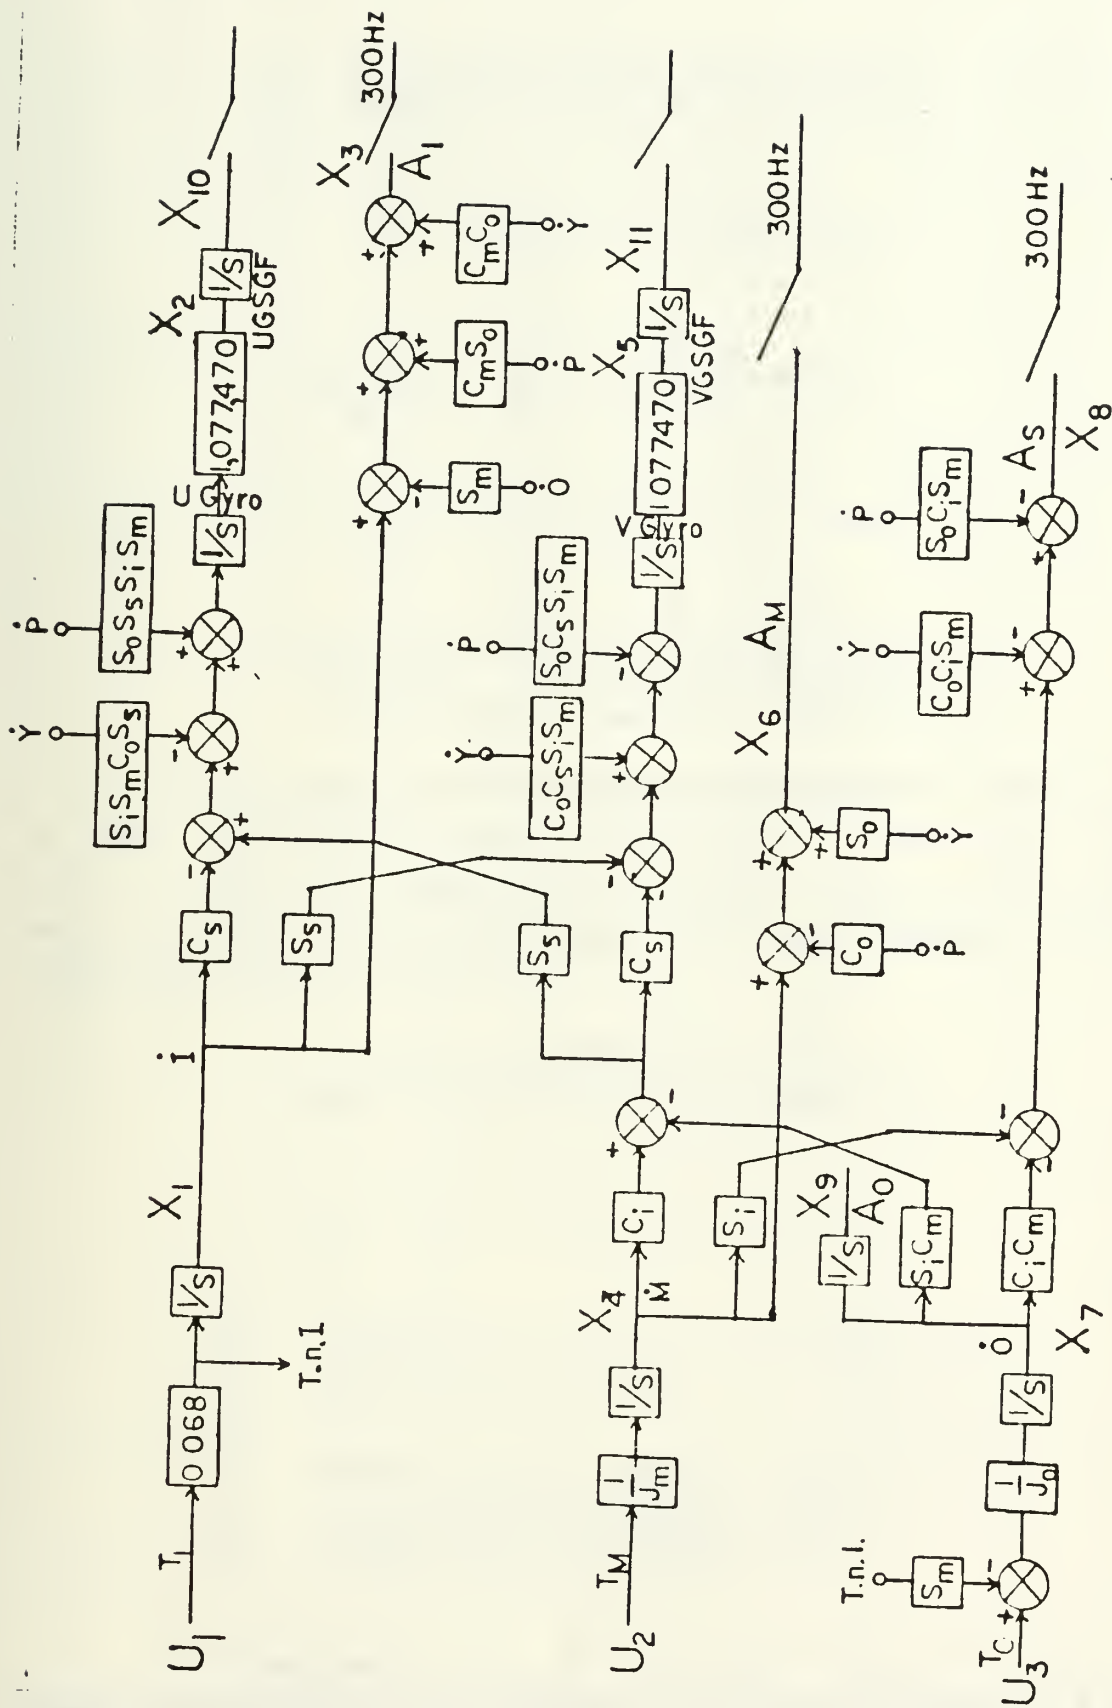 U1
T1
0.068
T.n.I
1/S
X1
İ
Cs
Ss
Ẏ
SiSmCoSs
Ṗ
SoSsSiSm
1/S
U Gyro
1,077,470
X2
1/S
UGSGF
X10
Sm
Ȯ
CmSo
Ṗ
CmCo
Ẏ
X3
A1
300Hz
U2
TM
1/Jm
1/S
X4
Ṁ
Ci
Si
Ss
Cs
Ẏ
CoCsSiSm
Ṗ
SoCsSiSm
1/S
V Gyro
1077470
X5
1/S
VGSGF
X11
Co
Ṗ
So
Ẏ
X6
AM
300Hz
U3
Tc
T.n.I.
Sm
1/Jo
1/S
Ȯ
X7
1/S
X9
Ao
SiCm
CiCm
Ẏ
CoCiSm
Ṗ
SoCiSm
As
X8
300Hz